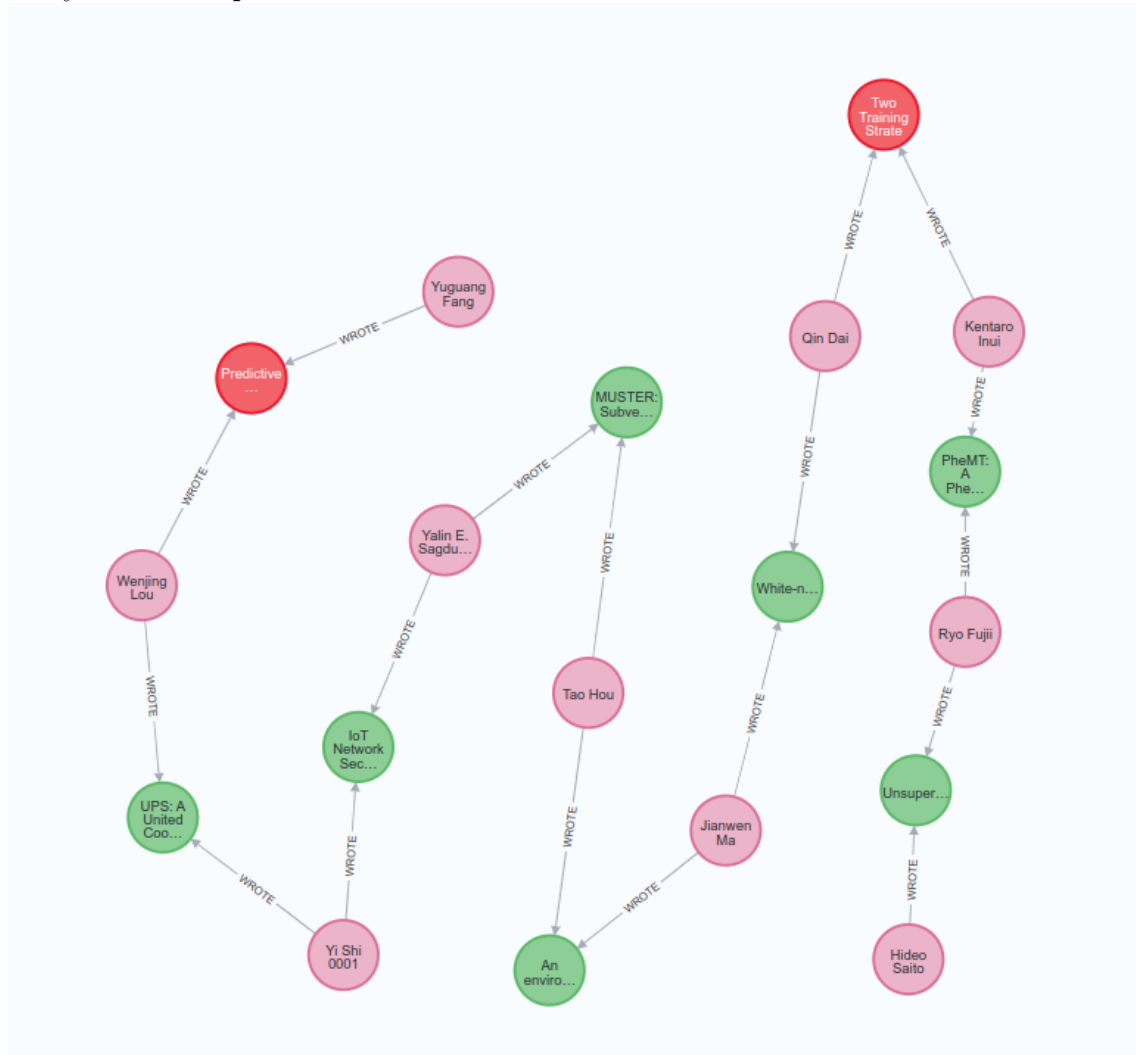 Two
Training
Strate
WROTE
WROTE
Yuguang
Fang
WROTE
Predictive
...
Qin Dai
Kentaro
Inui
MUSTER:
Subve...
WROTE
WROTE
WROTE
WROTE
PheMT:
A
Phe...
Yalin E.
Sagdu...
WROTE
WROTE
Wenjing
Lou
White-n...
WROTE
Ryo Fujii
WROTE
WROTE
Tao Hou
WROTE
WROTE
IoT
Network
Sec...
Unsuper...
UPS: A
United
Coo...
WROTE
Jianwen
Ma
WROTE
WROTE
WROTE
WROTE
Yi Shi
0001
An
enviro...
Hideo
Saito